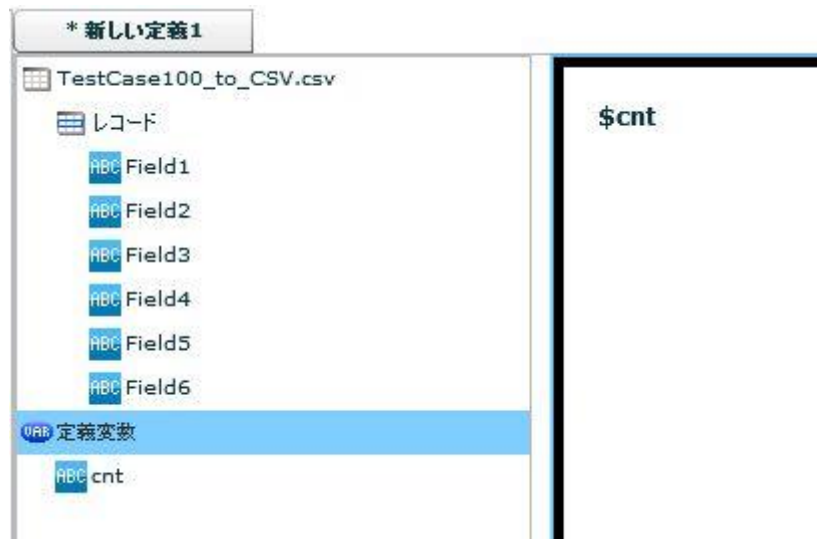 * 新しい定義1
TestCase100_to_CSV.csv
レコード
ABC Field1
ABC Field2
ABC Field3
ABC Field4
ABC Field5
ABC Field6
VAR 定義変数
ABC cnt
$cnt